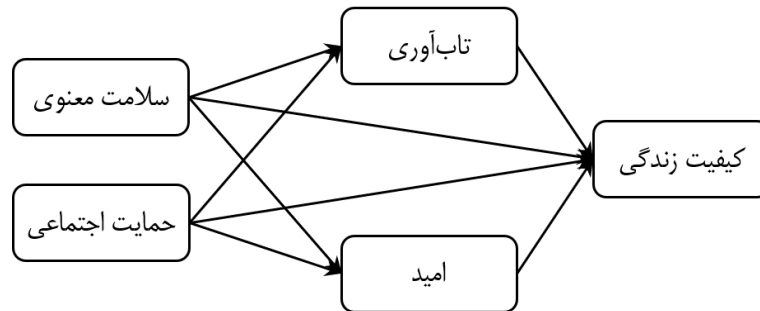 تاب‌آوری
سلامت معنوی
کیفیت زندگی
حمایت اجتماعی
امید